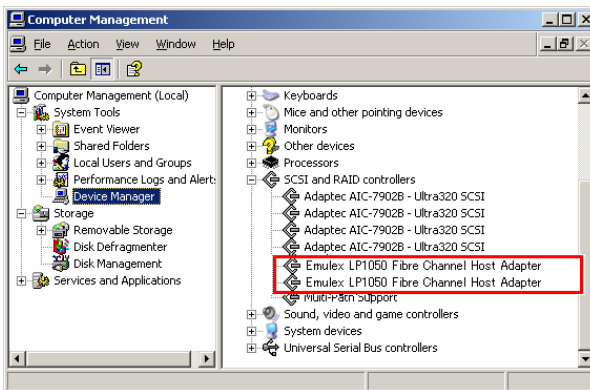 Computer Management
File Action View Window Help
Computer Management (Local)
System Tools
Event Viewer
Shared Folders
Local Users and Groups
Performance Logs and Alert:
Device Manager
Storage
Removable Storage
Disk Defragmenter
Disk Management
Services and Applications
Keyboards
Mice and other pointing devices
Monitors
Other devices
Processors
SCSI and RAID controllers
Adaptec AIC-7902B - Ultra320 SCSI
Adaptec AIC-7902B - Ultra320 SCSI
Adaptec AIC-7902B - Ultra320 SCSI
Adaptec AIC-7902B - Ultra320 SCSI
Emulex LP1050 Fibre Channel Host Adapter
Emulex LP1050 Fibre Channel Host Adapter
Multi-Path Support
Sound, video and game controllers
System devices
Universal Serial Bus controllers